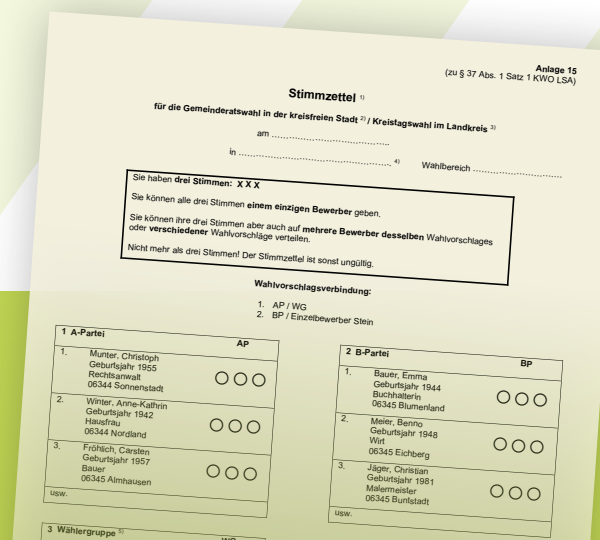 Anlage 15
(zu § 37 Abs. 1 Satz 1 KWO LSA)
Stimmzettel 1)
für die Gemeinderatswahl in der kreisfreien Stadt 2) / Kreistagswahl im Landkreis 3)
am ........................................
in .................................................... 4) Wahlbereich ..............................
Sie haben drei Stimmen: X X X
Sie können alle drei Stimmen einem einzigen Bewerber geben.
Sie können ihre drei Stimmen aber auch auf mehrere Bewerber desselben Wahlvorschlages
oder verschiedener Wahlvorschläge verteilen.
Nicht mehr als drei Stimmen! Der Stimmzettel ist sonst ungültig.
Wahlvorschlagsverbindung:
1. AP / WG
2. BP / Einzelbewerber Stein
1 A-Partei
AP
1. Munter, Christoph
Geburtsjahr 1955
Rechtsanwalt
06344 Sonnenstadt
2. Winter, Anne-Kathrin
Geburtsjahr 1942
Hausfrau
06344 Nordland
3. Fröhlich, Carsten
Geburtsjahr 1957
Bauer
06345 Almhausen
usw.
2 B-Partei
BP
1. Bauer, Emma
Geburtsjahr 1944
Buchhalterin
06345 Blumenland
2. Meier, Benno
Geburtsjahr 1948
Wirt
06345 Eichberg
3. Jäger, Christian
Geburtsjahr 1981
Malermeister
06345 Buntstadt
usw.
3 Wählergruppe 5)
WG